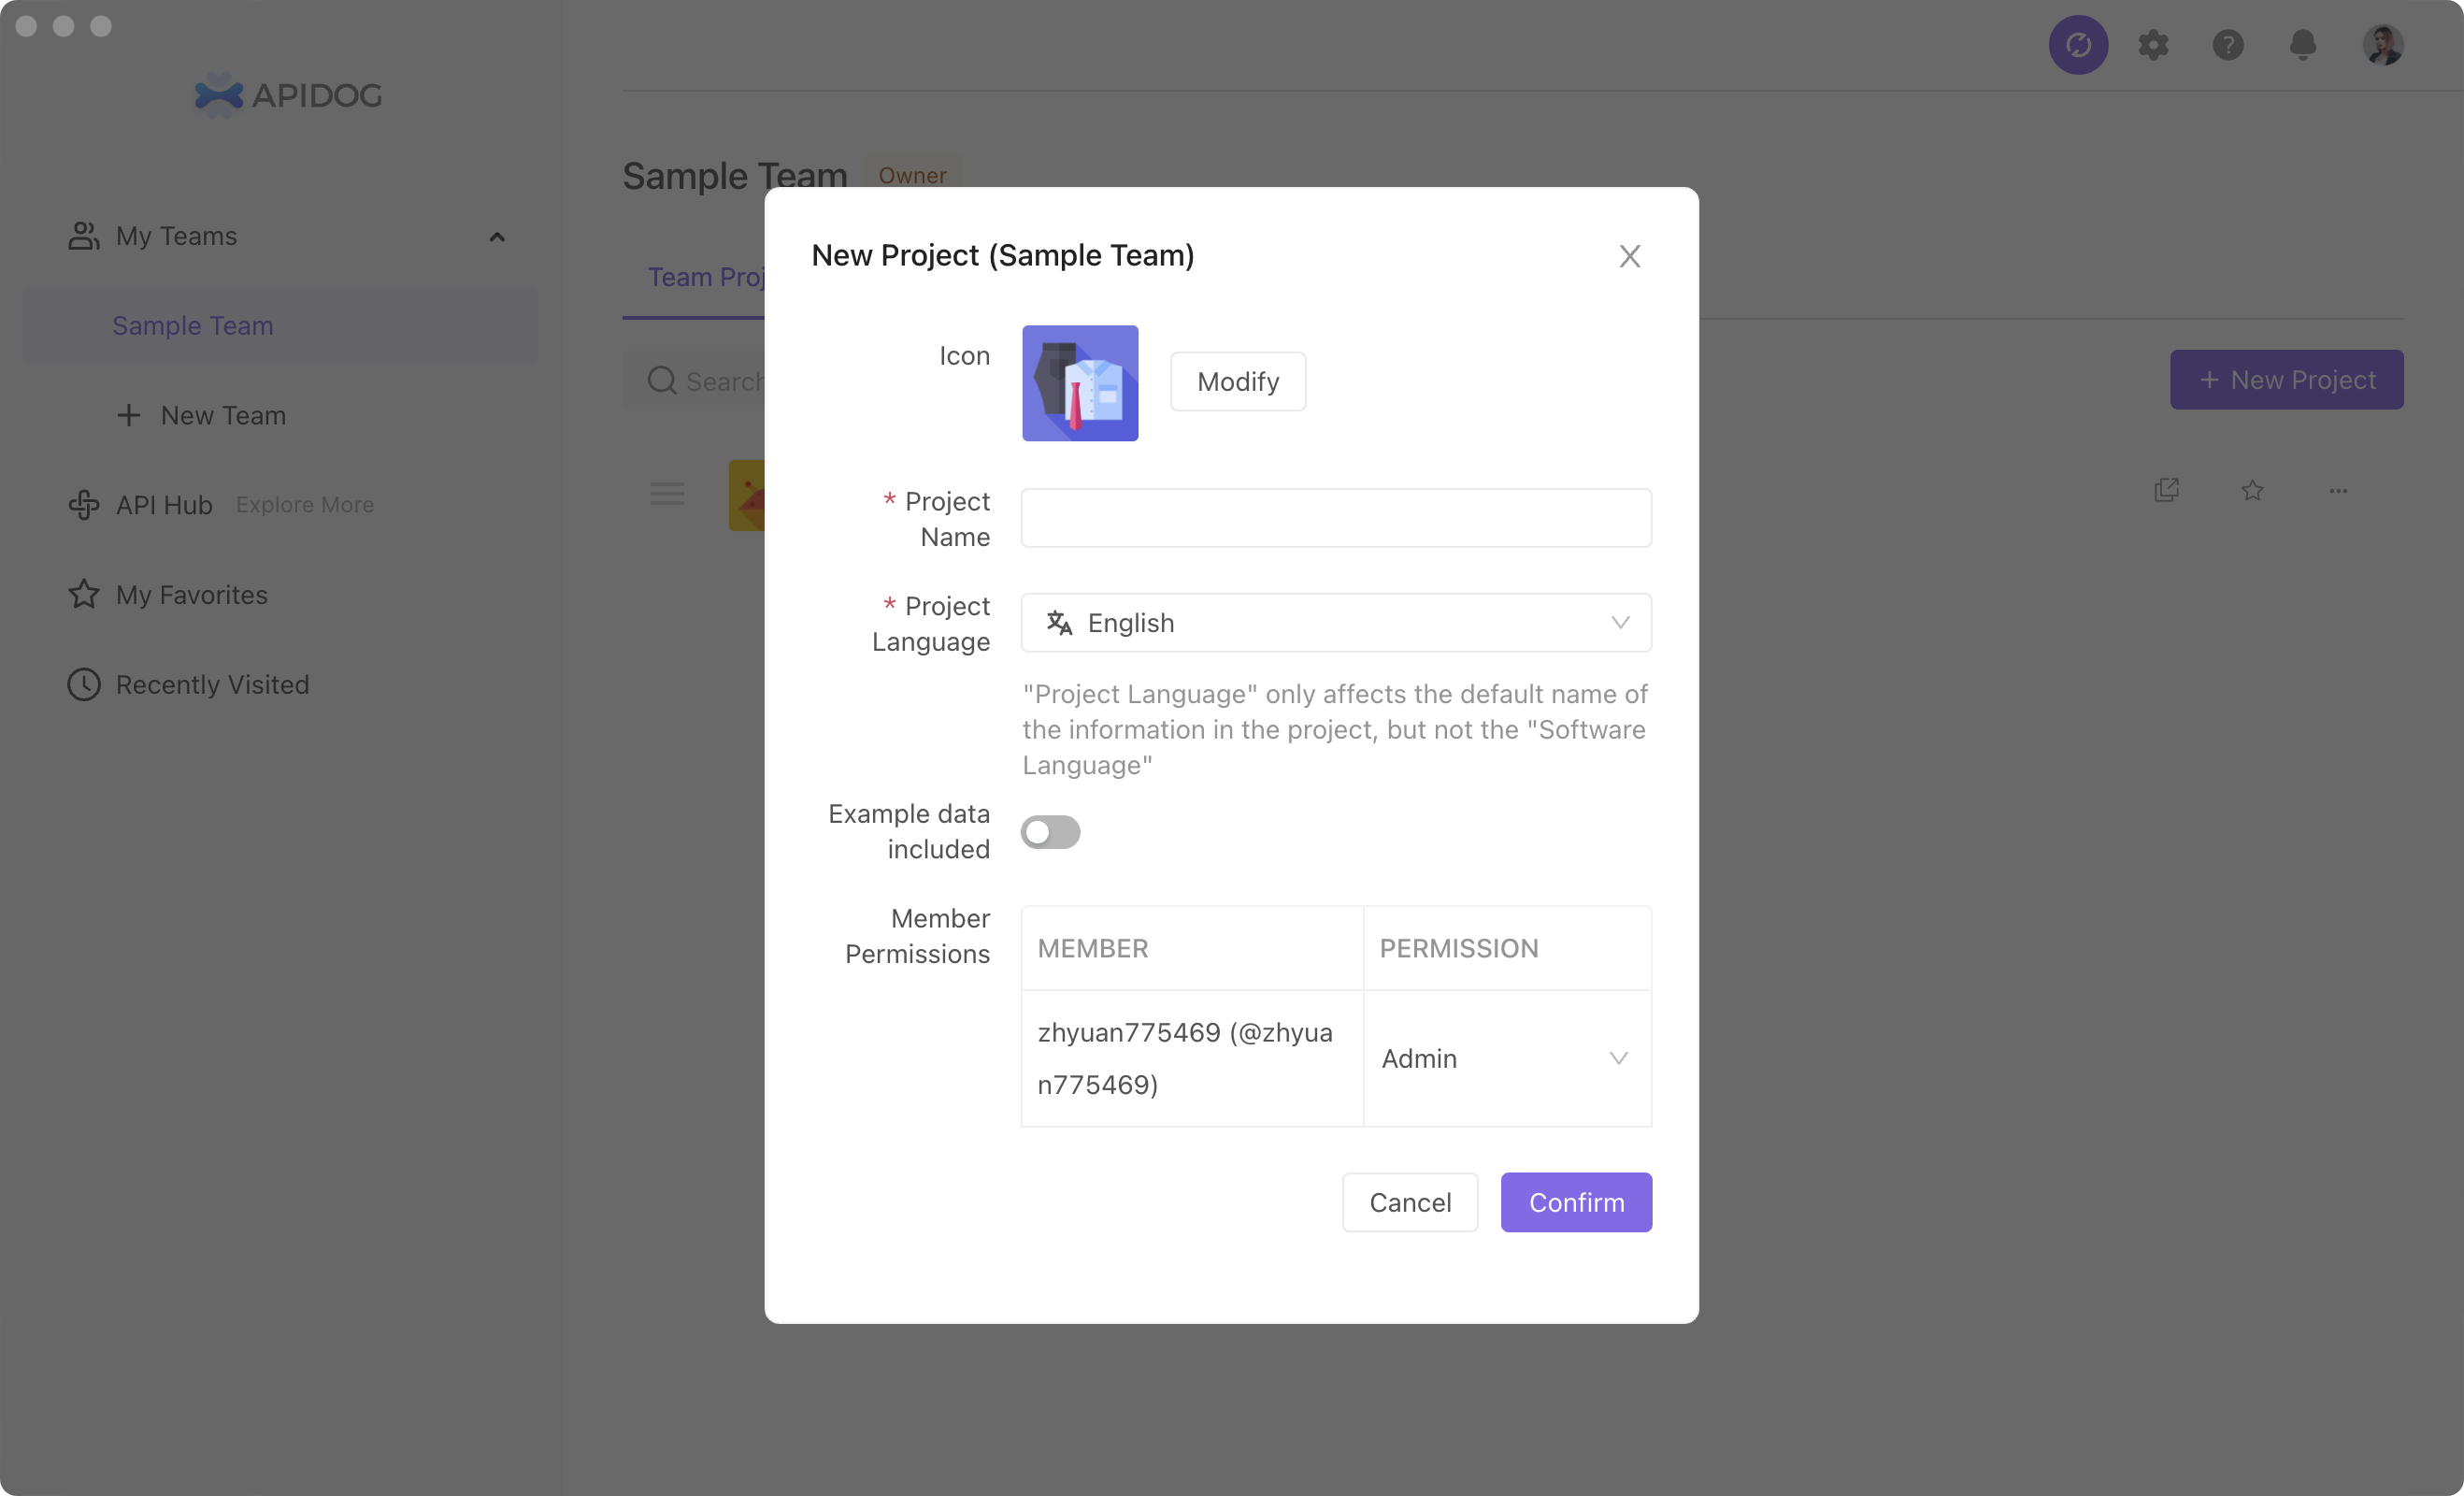 APIDOG
Sample Team Owner
My Teams
Sample Team
New Team
API Hub Explore More
My Favorites
Recently Visited
Team Proj
Search
+ New Project
New Project (Sample Team)
Icon
Modify
* Project
Name
* Project
Language
English
"Project Language" only affects the default name of
the information in the project, but not the "Software
Language"
Example data
included
Member
Permissions
MEMBER PERMISSION
zhyuan775469 (@zhyua
n775469)
Admin
Cancel Confirm